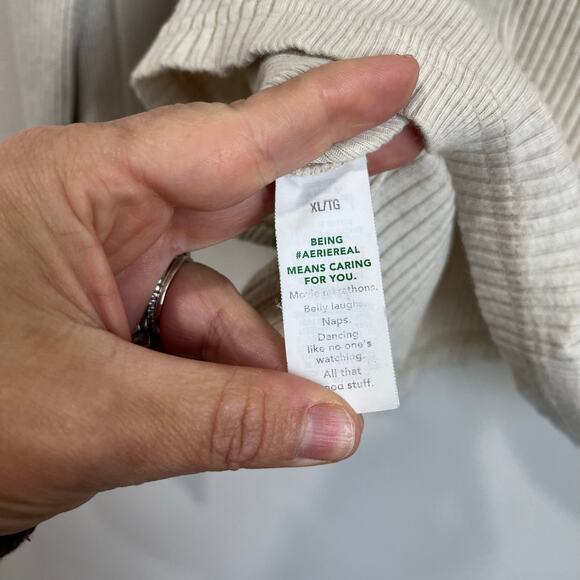 XL/TG
BEING
#AERIEREAL
MEANS CARING
FOR YOU.
Movie marathons.
Belly laughs.
Naps.
Dancing
like no one's
watching.
All that
good stuff.